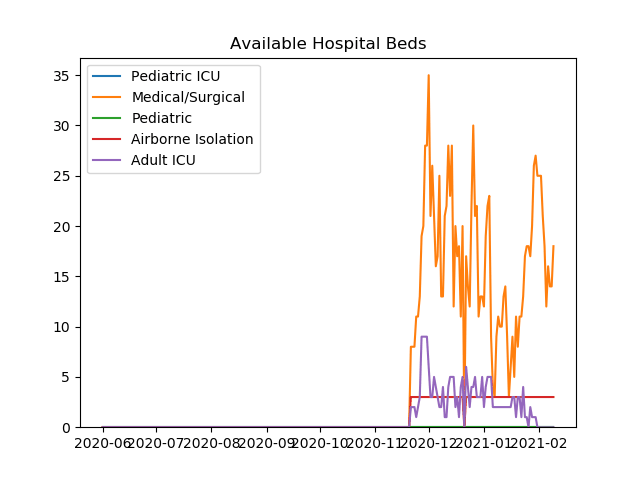 Available Hospital Beds
Pediatric ICU
Medical/Surgical
Pediatric
Airborne Isolation
Adult ICU
35
30
25
20
15
10
5
0
2020-06 2020-07 2020-08 2020-09 2020-10 2020-11 2020-12 2021-01 2021-02